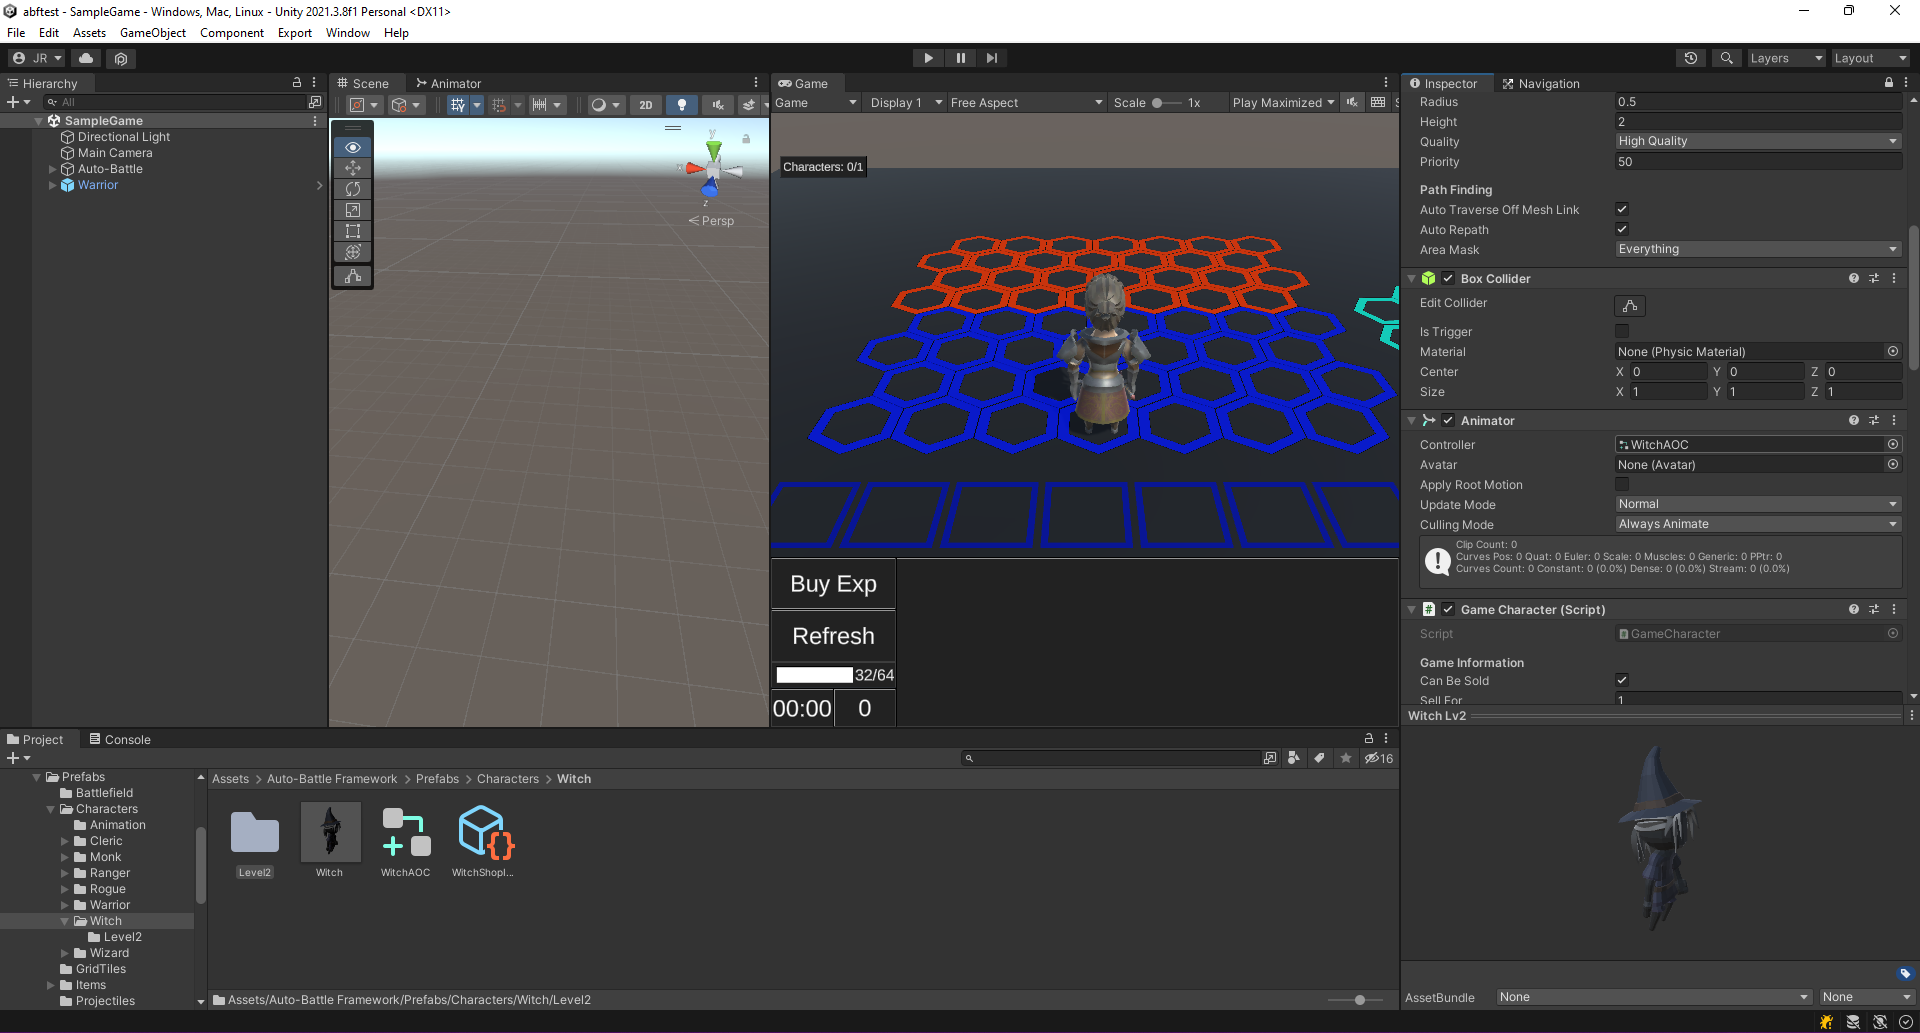 abftest - SampleGame - Windows, Mac, Linux - Unity 2021.3.8f1 Personal <DX11>
File Edit Assets GameObject Component Export Window Help
JR Layers Layout
Hierarchy
All
SampleGame
Directional Light
Main Camera
Auto-Battle
Warrior
Scene Animator
2D
y
x
z
Persp
Game
Game Display 1 Free Aspect Scale 1x Play Maximized S
Characters: 0/1
Buy Exp
Refresh
32/64
00:00 0
Inspector Navigation
Radius 0.5
Height 2
Quality High Quality
Priority 50
Path Finding
Auto Traverse Off Mesh Link
Auto Repath
Area Mask Everything
Box Collider
Edit Collider
Is Trigger
Material None (Physic Material)
Center X 0 Y 0 Z 0
Size X 1 Y 1 Z 1
Animator
Controller WitchAOC
Avatar None (Avatar)
Apply Root Motion
Update Mode Normal
Culling Mode Always Animate
Clip Count: 0
Curves Pos: 0 Quat: 0 Euler: 0 Scale: 0 Muscles: 0 Generic: 0 PPtr: 0
Curves Count: 0 Constant: 0 (0.0%) Dense: 0 (0.0%) Stream: 0 (0.0%)
# Game Character (Script)
Script GameCharacter
Game Information
Can Be Sold
Sell For 1
Witch Lv2
AssetBundle None None
Project Console
16
Prefabs
Battlefield
Characters
Animation
Cleric
Monk
Ranger
Rogue
Warrior
Witch
Level2
Wizard
GridTiles
Items
Projectiles
Assets > Auto-Battle Framework > Prefabs > Characters > Witch
Level2 Witch WitchAOC WitchShopI...
Assets/Auto-Battle Framework/Prefabs/Characters/Witch/Level2